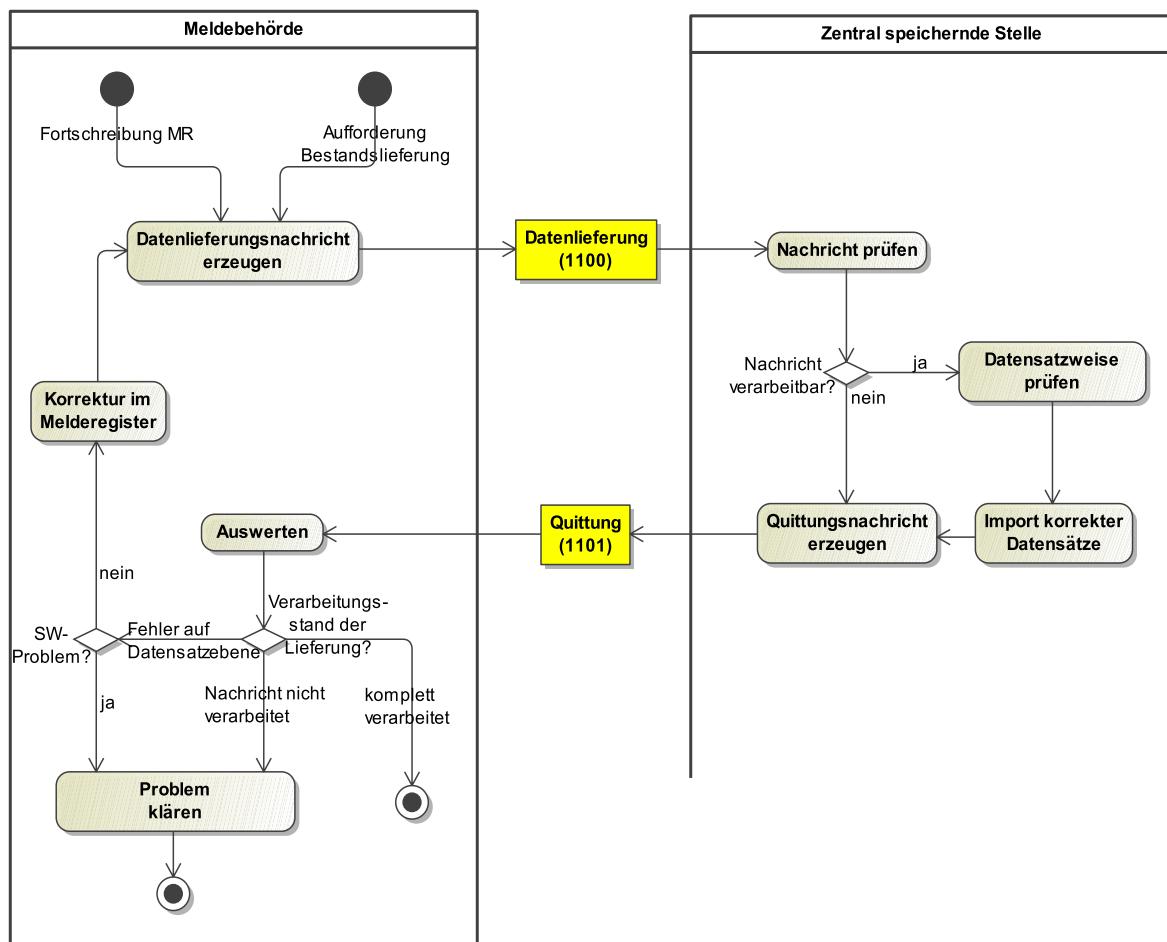 Meldebehörde
Zentral speichernde Stelle
Fortschreibung MR
Aufforderung
Bestandslieferung
Datenlieferungsnachricht
erzeugen
Datenlieferung
(1100)
Nachricht prüfen
Nachricht
verarbeitbar?
ja
nein
Datensatzweise
prüfen
Korrektur im
Melderegister
Auswerten
Quittung
(1101)
Quittungsnachricht
erzeugen
Import korrekter
Datensätze
nein
Verarbeitungs-
stand der
Lieferung?
SW-
Problem?
Fehler auf
Datensatzebene
ja
Nachricht nicht
verarbeitet
komplett
verarbeitet
Problem
klären